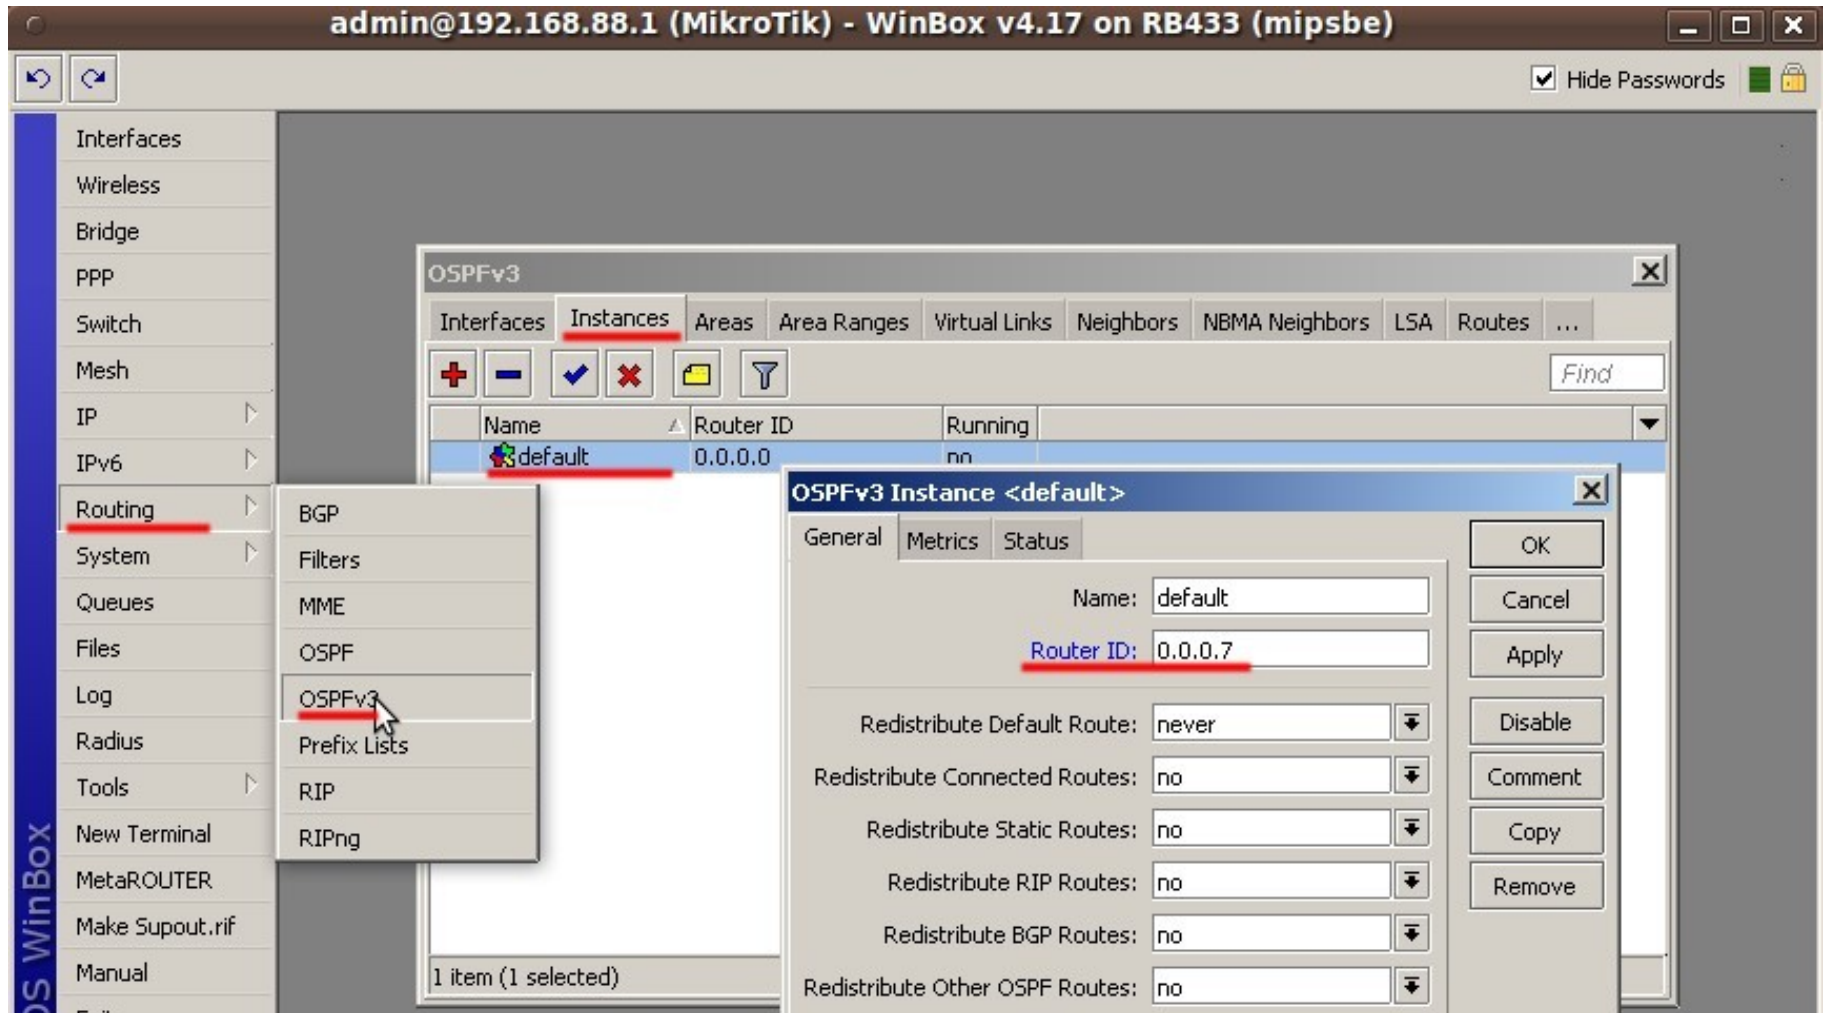 admin@192.168.88.1 (MikroTik) - WinBox v4.17 on RB433 (mipsbe)
Hide Passwords
Interfaces
Wireless
Bridge
PPP
Switch
Mesh
IP
IPv6
Routing
System
Queues
Files
Log
Radius
Tools
New Terminal
MetaROUTER
Make Supout.rif
Manual
OS WinBox
BGP
Filters
MME
OSPF
OSPFv3
Prefix Lists
RIP
RIPng
OSPFv3
Interfaces Instances Areas Area Ranges Virtual Links Neighbors NBMA Neighbors LSA Routes ...
Find
Name Router ID Running
default 0.0.0.0 no
1 item (1 selected)
OSPFv3 Instance <default>
General Metrics Status
Name: default
Router ID: 0.0.0.7
Redistribute Default Route: never
Redistribute Connected Routes: no
Redistribute Static Routes: no
Redistribute RIP Routes: no
Redistribute BGP Routes: no
Redistribute Other OSPF Routes: no
OK
Cancel
Apply
Disable
Comment
Copy
Remove